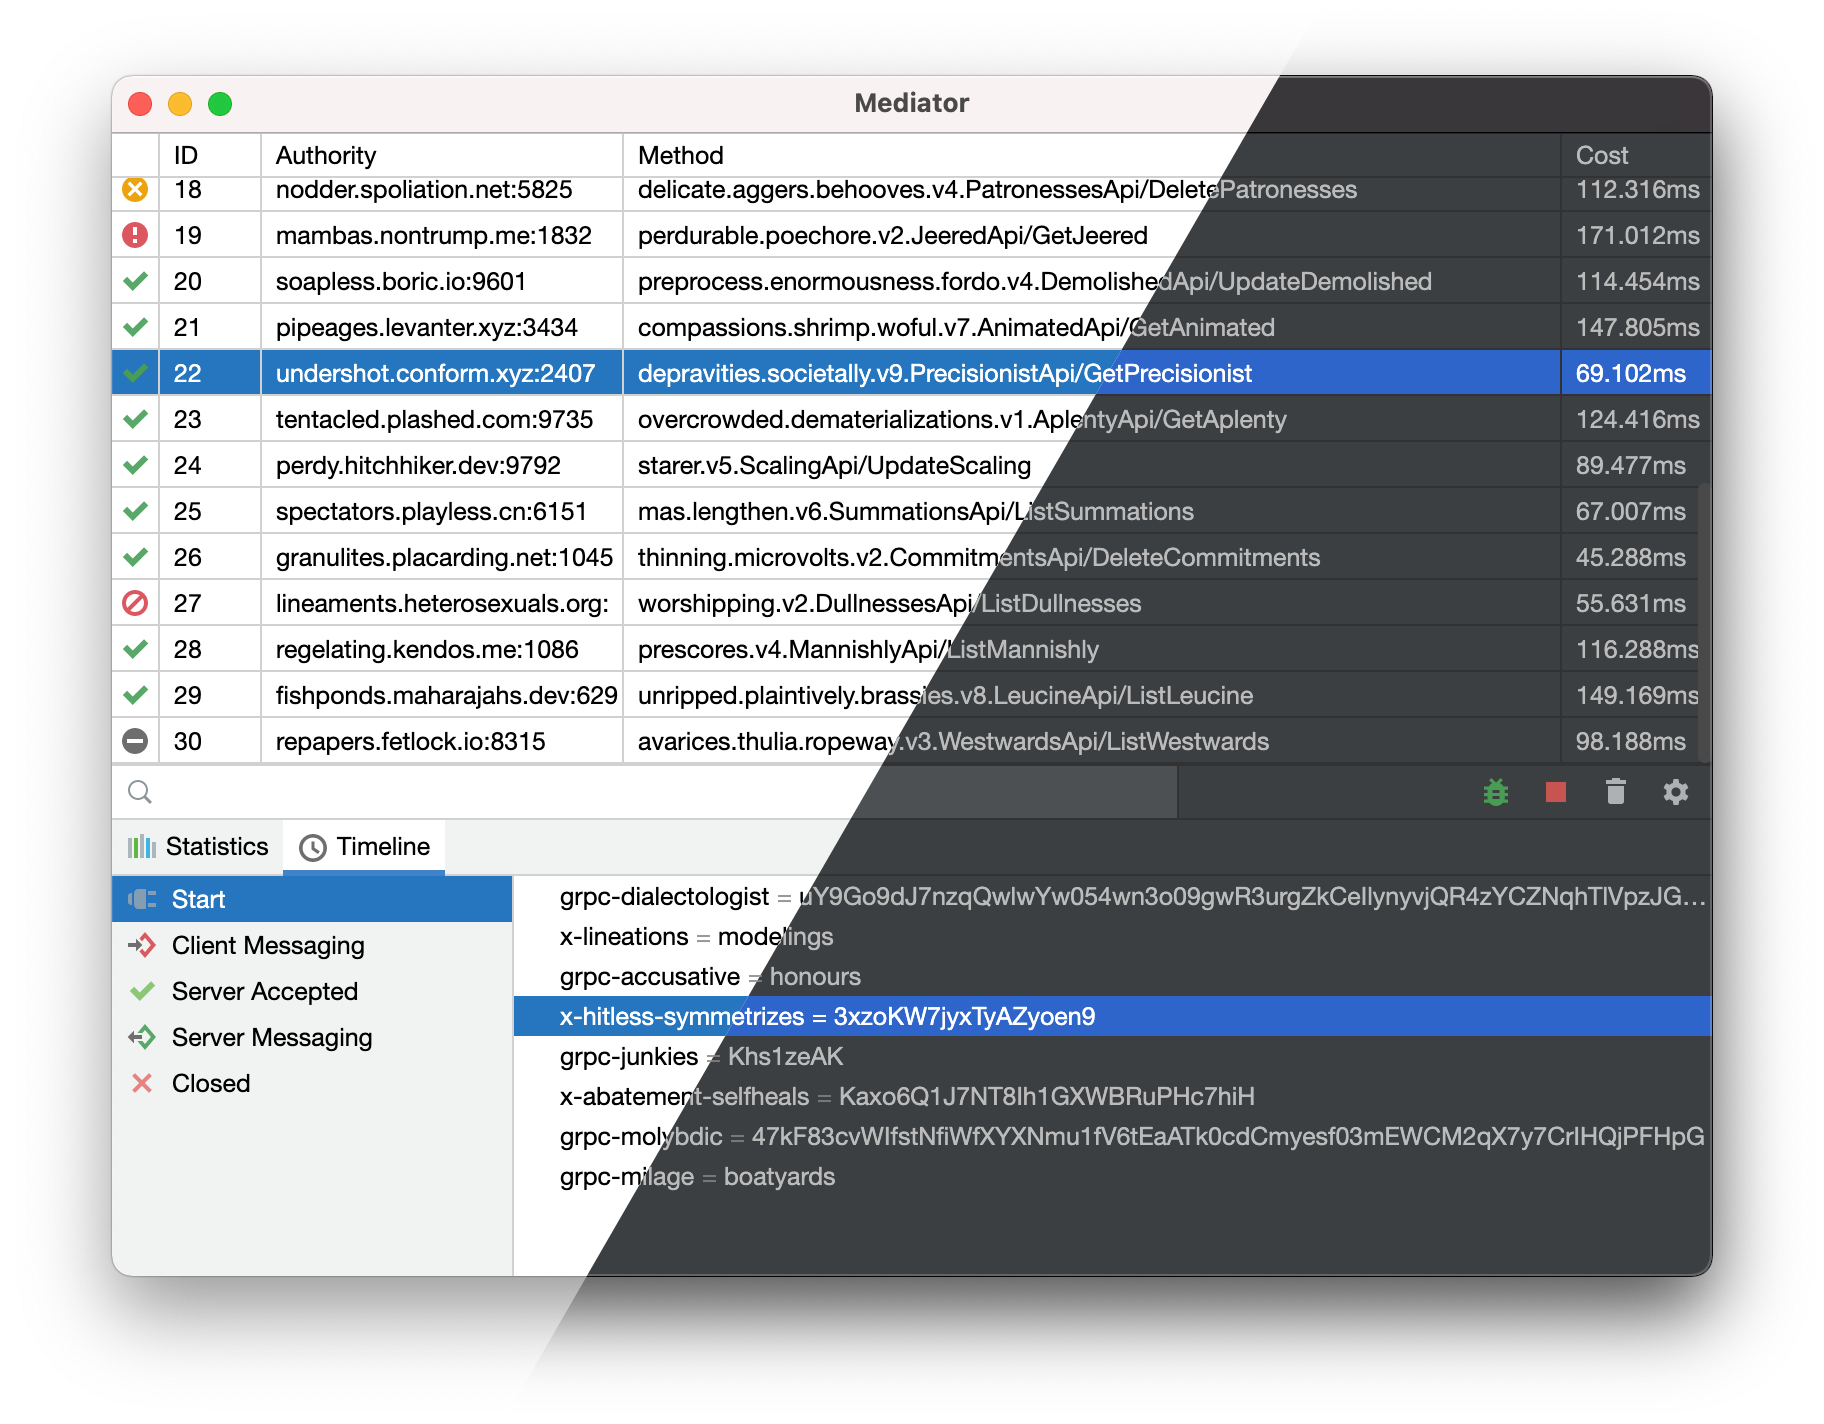 Mediator
ID Authority Method Cost
18 nodder.spoliation.net:5825 delicate.aggers.behooves.v4.PatronessesApi/DeletePatronesses 112.316ms
19 mambas.nontrump.me:1832 perdurable.poechore.v2.JeeredApi/GetJeered 171.012ms
20 soapless.boric.io:9601 preprocess.enormousness.fordo.v4.DemolishedApi/UpdateDemolished 114.454ms
21 pipeages.levanter.xyz:3434 compassions.shrimp.woful.v7.AnimatedApi/GetAnimated 147.805ms
22 undershot.conform.xyz:2407 depravities.societally.v9.PrecisionistApi/GetPrecisionist 69.102ms
23 tentacled.plashed.com:9735 overcrowded.dematerializations.v1.AplentyApi/GetAplenty 124.416ms
24 perdy.hitchhiker.dev:9792 starer.v5.ScalingApi/UpdateScaling 89.477ms
25 spectators.playless.cn:6151 mas.lengthen.v6.SummationsApi/ListSummations 67.007ms
26 granulites.placarding.net:1045 thinning.microvolts.v2.CommitmentsApi/DeleteCommitments 45.288ms
27 lineaments.heterosexuals.org: worshipping.v2.DullnessesApi/ListDullnesses 55.631ms
28 regelating.kendos.me:1086 prescores.v4.MannishlyApi/ListMannishly 116.288ms
29 fishponds.maharajahs.dev:629 unripped.plaintively.brassies.v8.LeucineApi/ListLeucine 149.169ms
30 repapers.fetlock.io:8315 avarices.thulia.ropeway.v3.WestwardsApi/ListWestwards 98.188ms
Statistics Timeline
Start
Client Messaging
Server Accepted
Server Messaging
Closed
grpc-dialectologist = uY9Go9dJ7nzqQwlwYw054wn3o09gwR3urgZkCellynyvjQR4zYCZNqhTlVpzJG…
x-lineations = modelings
grpc-accusative = honours
x-hitless-symmetrizes = 3xzoKW7jyxTyAZyoen9
grpc-junkies = Khs1zeAK
x-abatement-selfheals = Kaxo6Q1J7NT8Ih1GXWBRuPHc7hiH
grpc-molybdic = 47kF83cvWIfstNfiWfXYXNmu1fV6tEaATk0cdCmyesf03mEWCM2qX7y7CrIHQjPFHpG
grpc-milage = boatyards